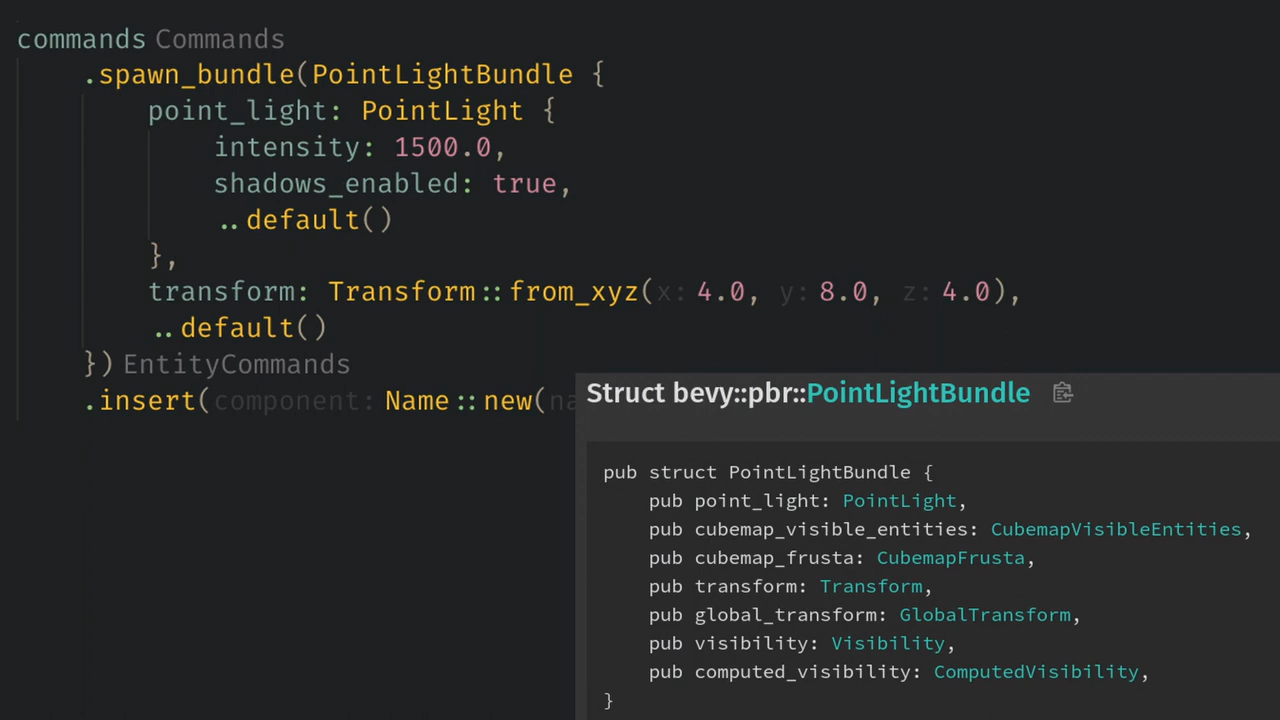 commands Commands
.spawn_bundle(PointLightBundle {
point_light: PointLight {
intensity: 1500.0,
shadows_enabled: true,
..default()
},
transform: Transform::from_xyz(x: 4.0, y: 8.0, z: 4.0),
..default()
}) EntityCommands
.insert(component: Name::new(na
Struct bevy::pbr::PointLightBundle
pub struct PointLightBundle {
pub point_light: PointLight,
pub cubemap_visible_entities: CubemapVisibleEntities,
pub cubemap_frusta: CubemapFrusta,
pub transform: Transform,
pub global_transform: GlobalTransform,
pub visibility: Visibility,
pub computed_visibility: ComputedVisibility,
}